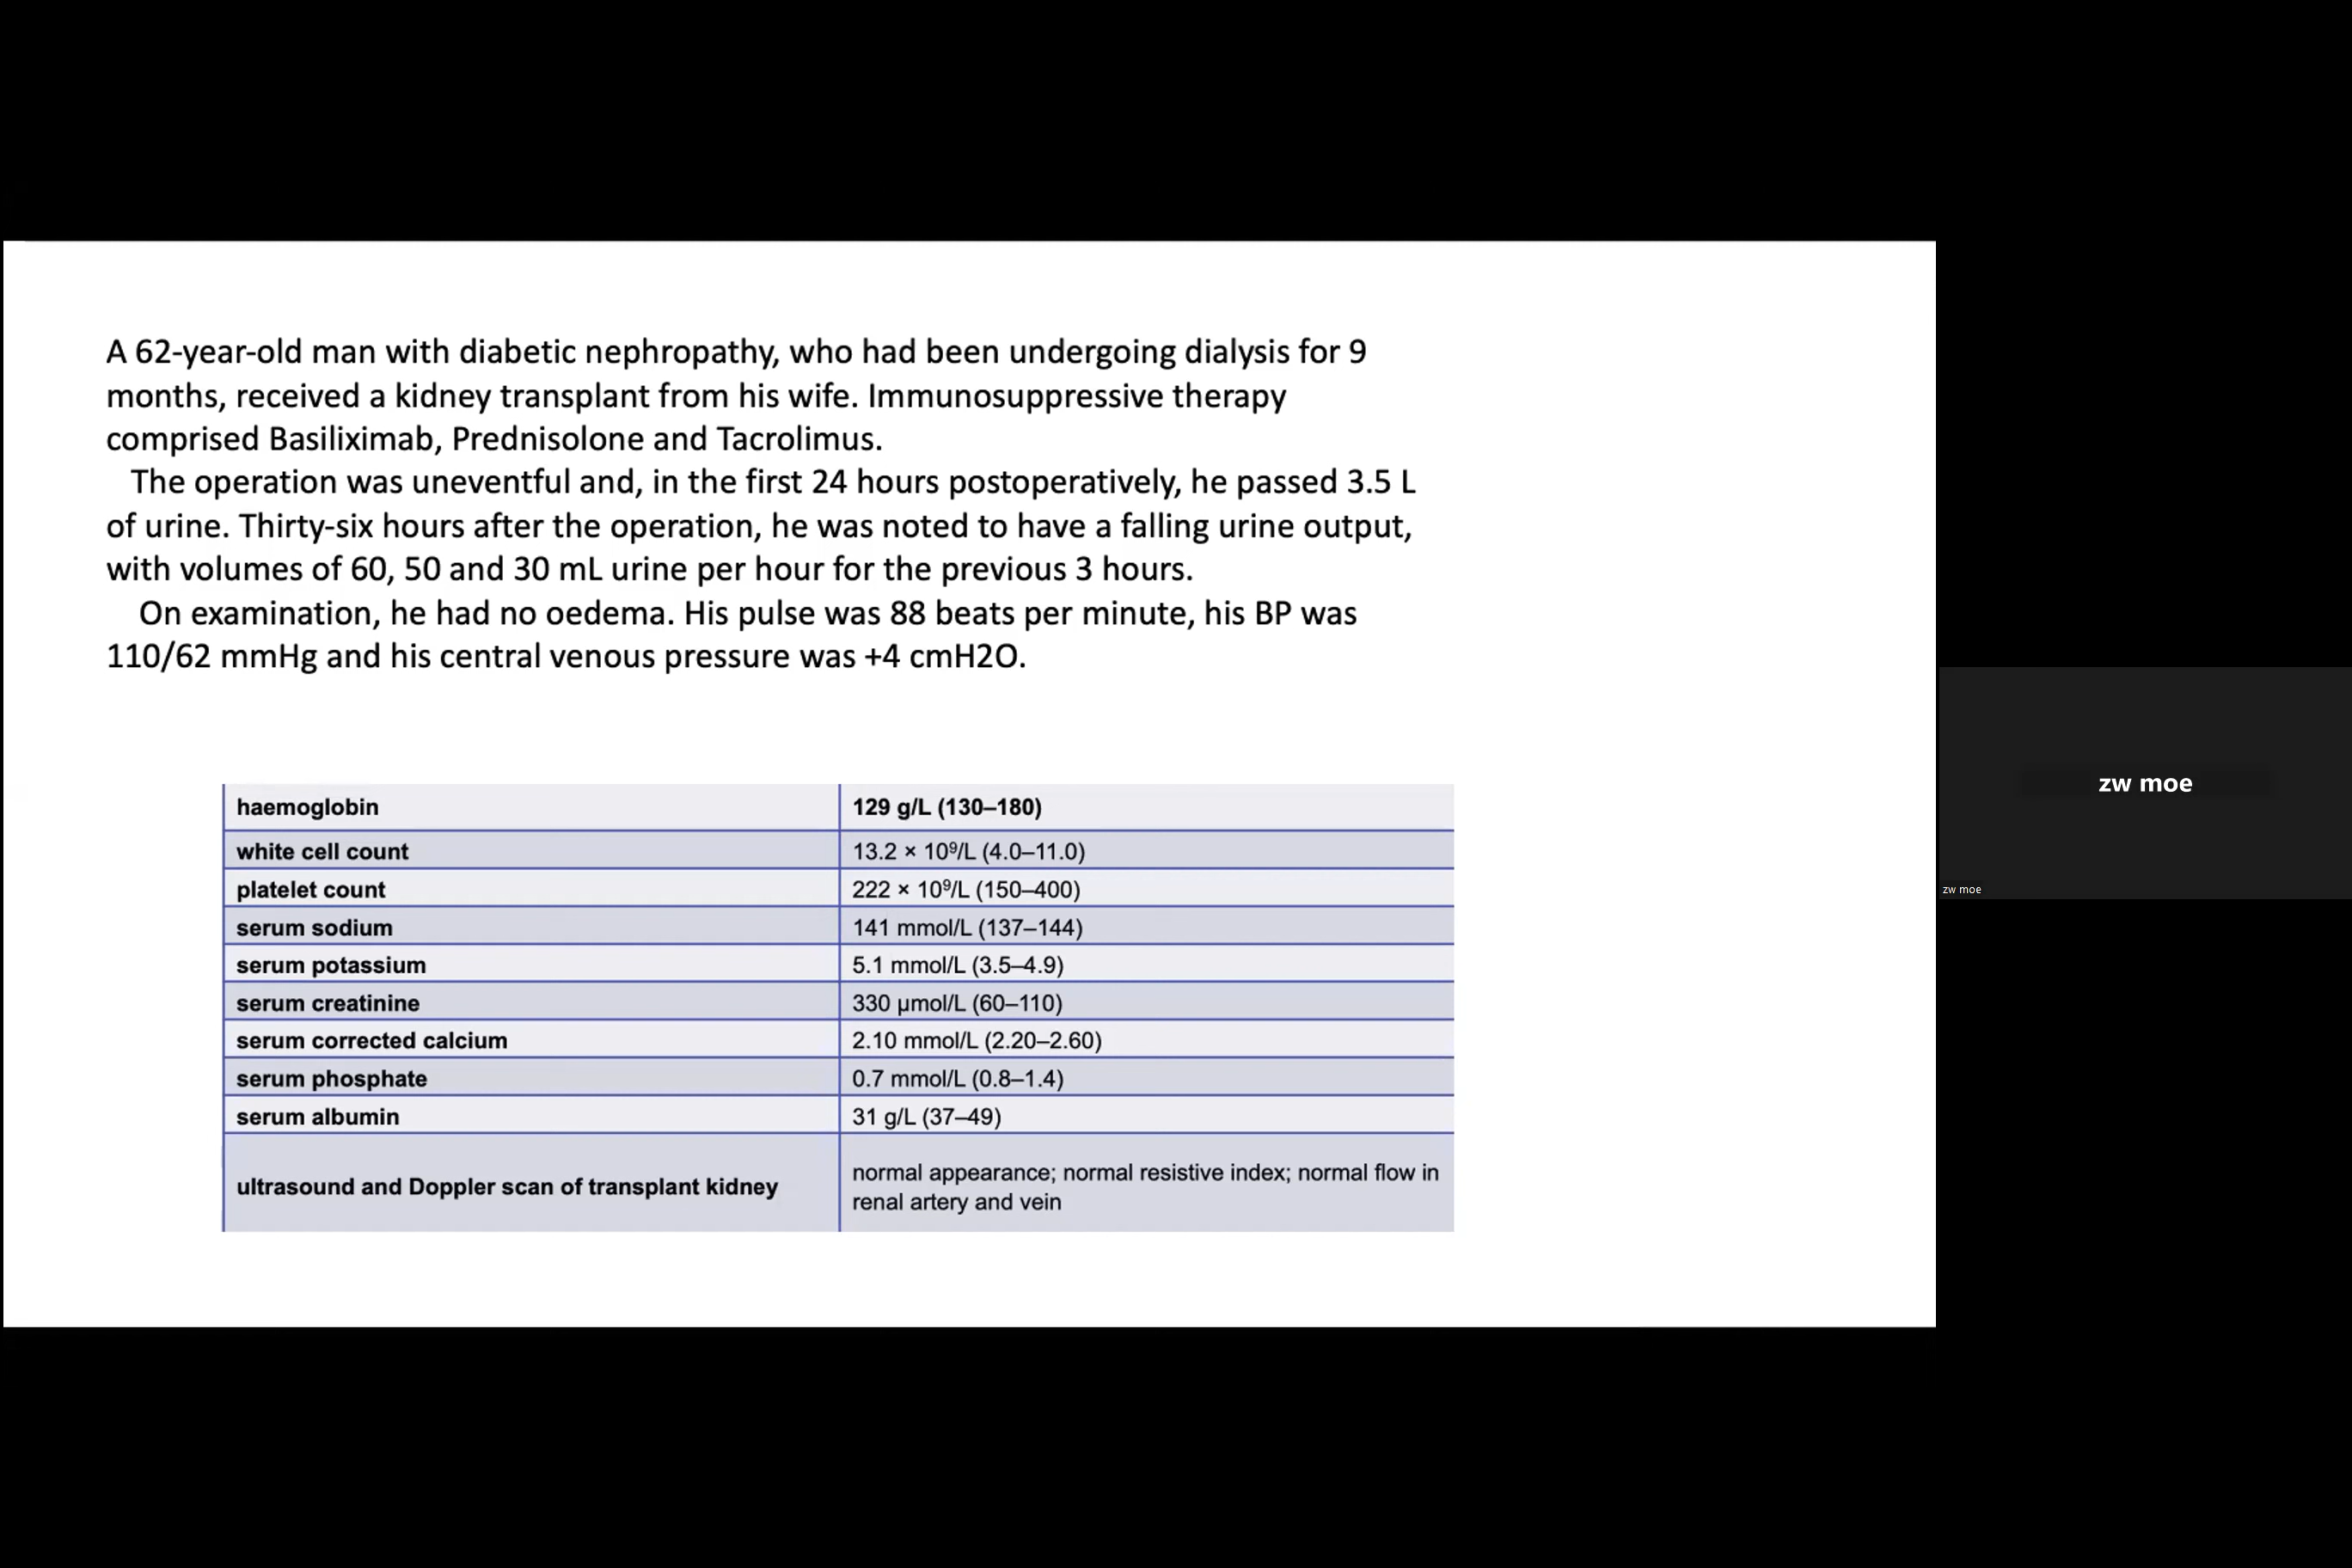 A 62-year-old man with diabetic nephropathy, who had been undergoing dialysis for 9
months, received a kidney transplant from his wife. Immunosuppressive therapy
comprised Basiliximab, Prednisolone and Tacrolimus.
The operation was uneventful and, in the first 24 hours postoperatively, he passed 3.5 L
of urine. Thirty-six hours after the operation, he was noted to have a falling urine output,
with volumes of 60, 50 and 30 mL urine per hour for the previous 3 hours.
On examination, he had no oedema. His pulse was 88 beats per minute, his BP was
110/62 mmHg and his central venous pressure was +4 cmH2O.
haemoglobin 129 g/L (130–180)
white cell count 13.2 × 10⁹/L (4.0–11.0)
platelet count 222 × 10⁹/L (150–400)
serum sodium 141 mmol/L (137–144)
serum potassium 5.1 mmol/L (3.5–4.9)
serum creatinine 330 µmol/L (60–110)
serum corrected calcium 2.10 mmol/L (2.20–2.60)
serum phosphate 0.7 mmol/L (0.8–1.4)
serum albumin 31 g/L (37–49)
ultrasound and Doppler scan of transplant kidney normal appearance; normal resistive index; normal flow in
renal artery and vein
zw moe
zw moe